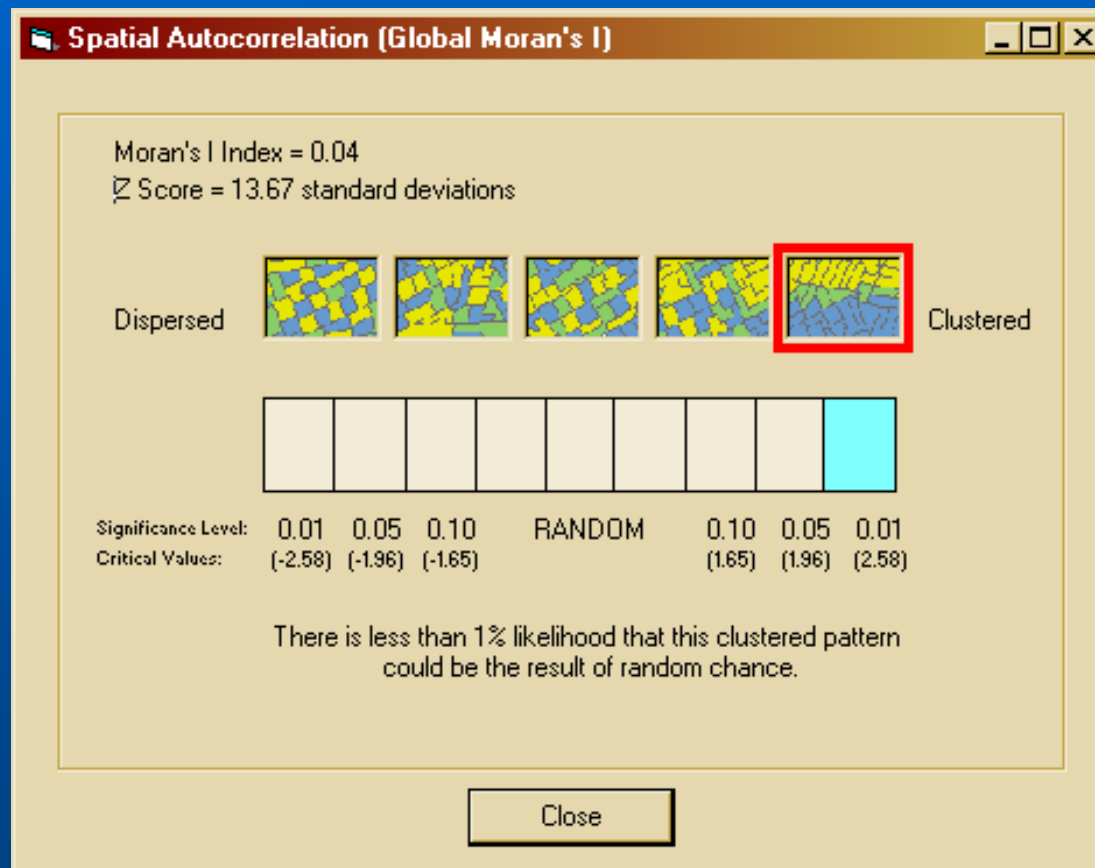 Spatial Autocorrelation (Global Moran's I)
Moran's I Index = 0.04
Z Score = 13.67 standard deviations
Dispersed
Clustered
Significance Level: 0.01 0.05 0.10 RANDOM 0.10 0.05 0.01
Critical Values: (-2.58) (-1.96) (-1.65) (1.65) (1.96) (2.58)
There is less than 1% likelihood that this clustered pattern
could be the result of random chance.
Close